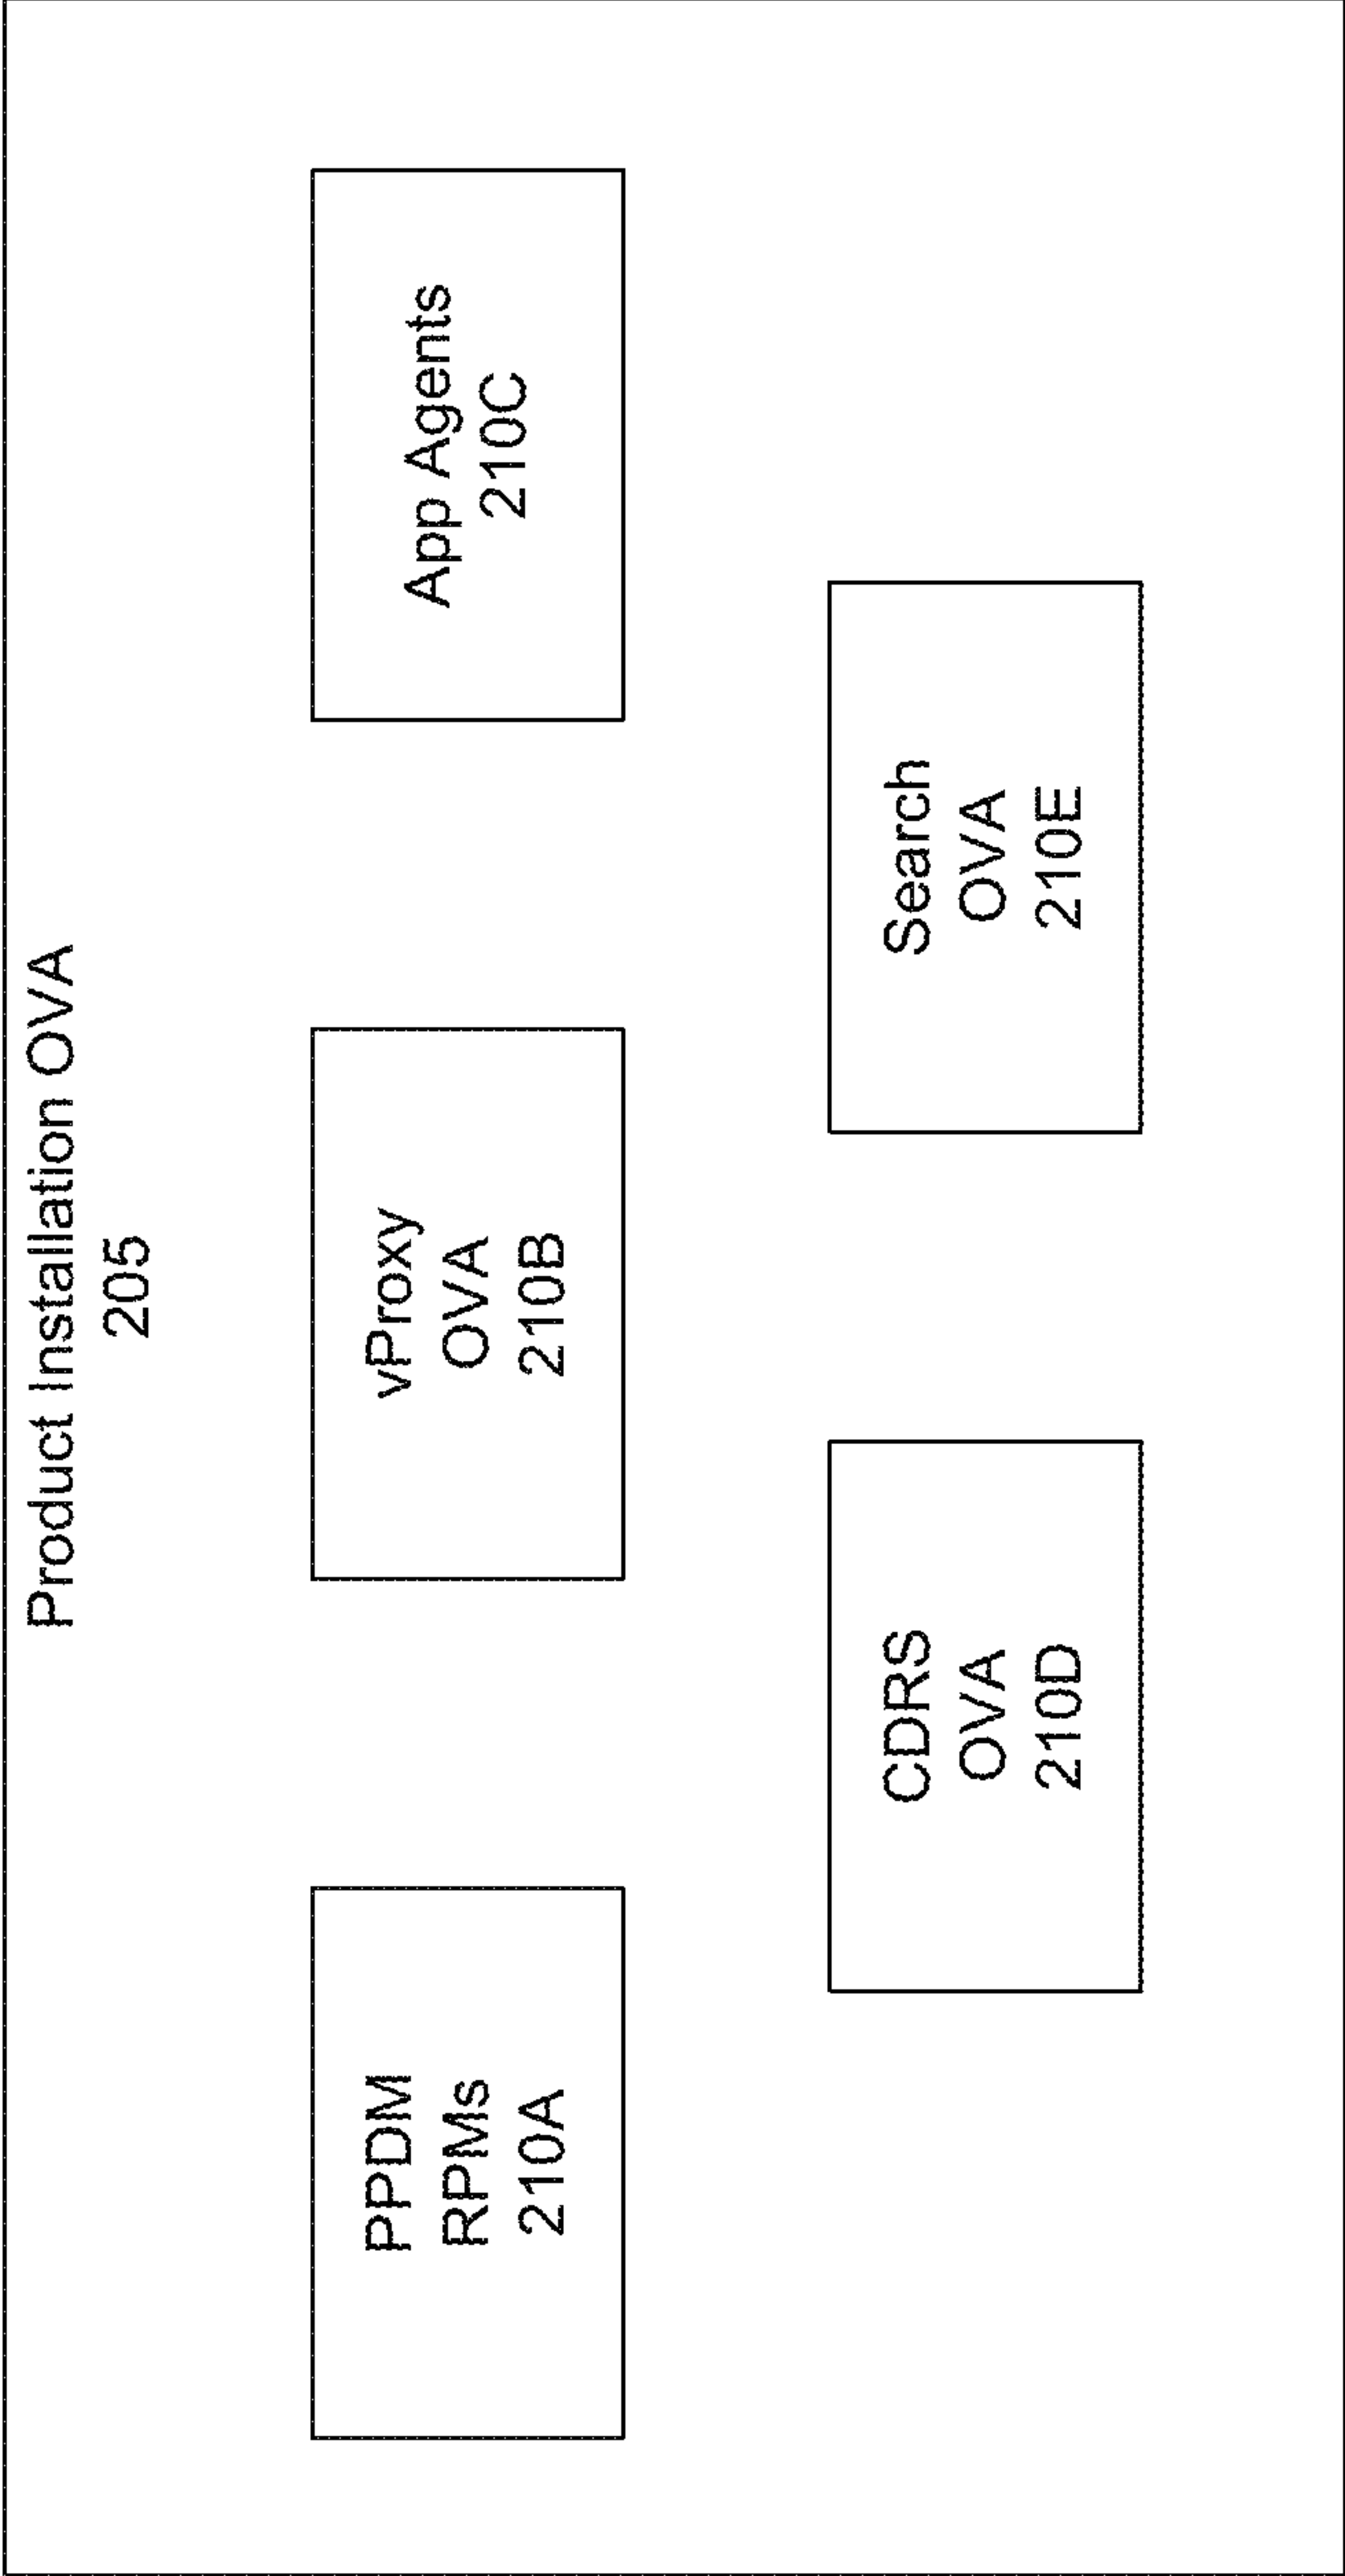 Product Installation OVA
205
PPDM
RPMs
210A
vProxy
OVA
210B
App Agents
210C
CDRS
OVA
210D
Search
OVA
210E